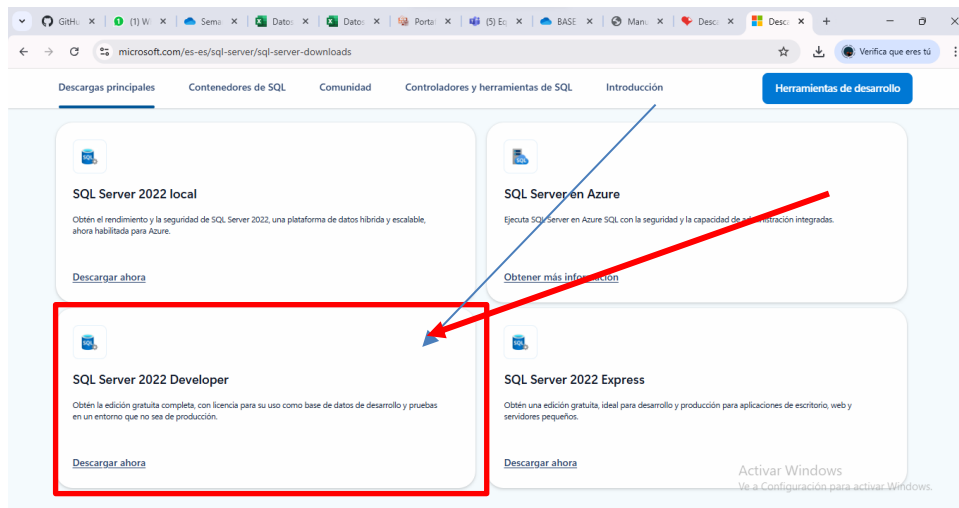 GitHu
(1) W
Sema
Datos
Datos
Portal
(5) Eq
BASE
Manu
Desca
Desca
microsoft.com/es-es/sql-server/sql-server-downloads
Verifica que eres tú
Descargas principales
Contenedores de SQL
Comunidad
Controladores y herramientas de SQL
Introducción
Herramientas de desarrollo
SQL
SQL Server 2022 local
Obtén el rendimiento y la seguridad de SQL Server 2022, una plataforma de datos híbrida y escalable,
ahora habilitada para Azure.
Descargar ahora
SQL
SQL Server en Azure
Ejecuta SQL Server en Azure SQL con la seguridad y la capacidad de administración integradas.
Obtener más información
SQL
SQL Server 2022 Developer
Obtén la edición gratuita completa, con licencia para su uso como base de datos de desarrollo y pruebas
en un entorno que no sea de producción.
Descargar ahora
SQL
SQL Server 2022 Express
Obtén una edición gratuita, ideal para desarrollo y producción para aplicaciones de escritorio, web y
servidores pequeños.
Descargar ahora
Activar Windows
Ve a Configuración para activar Windows.